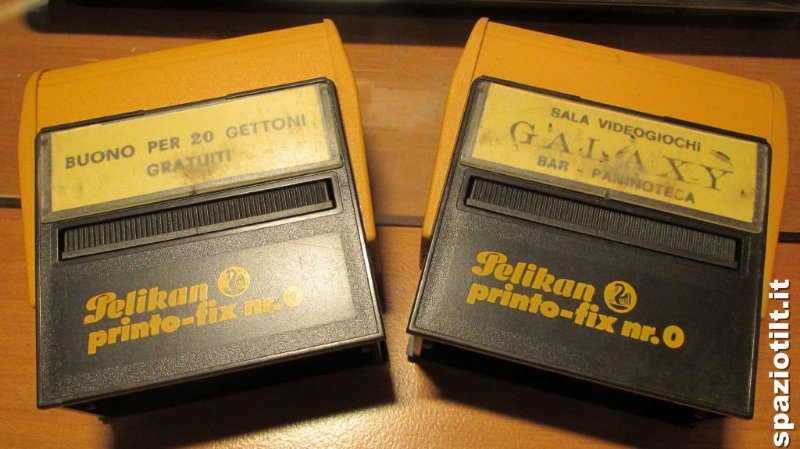 BUONO PER 20 GETTONI
GRATUITI
Pelikan
printo-fix nr. 0
SALA VIDEOGIOCHI
GALAXY
BAR - PANINOTECA
Pelikan
printo-fix nr. 0
spaziotilt.it